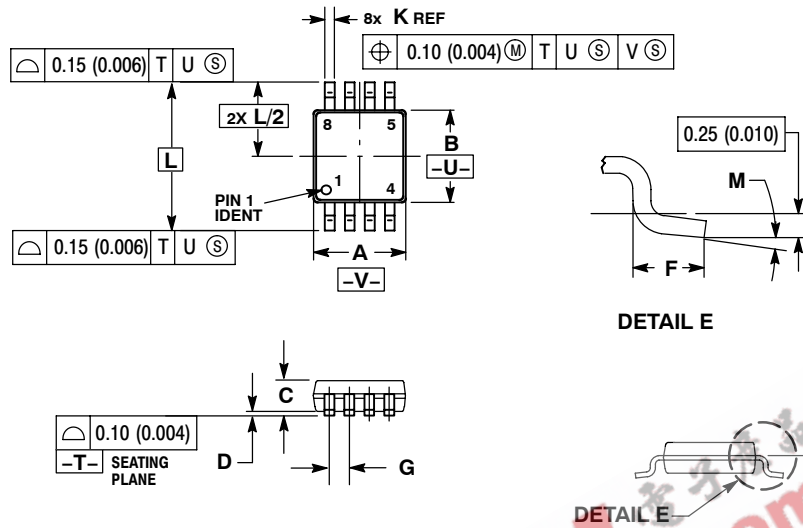 8x K REF
⌓ 0.15 (0.006) T U Ⓢ
⌖ 0.10 (0.004) Ⓜ T U Ⓢ V Ⓢ
2X L/2
8
5
L
B
–U–
PIN 1
IDENT
1
4
⌓ 0.15 (0.006) T U Ⓢ
A
–V–
0.25 (0.010)
M
F
DETAIL E
C
⌓ 0.10 (0.004)
–T– SEATING
PLANE
D
G
DETAIL E